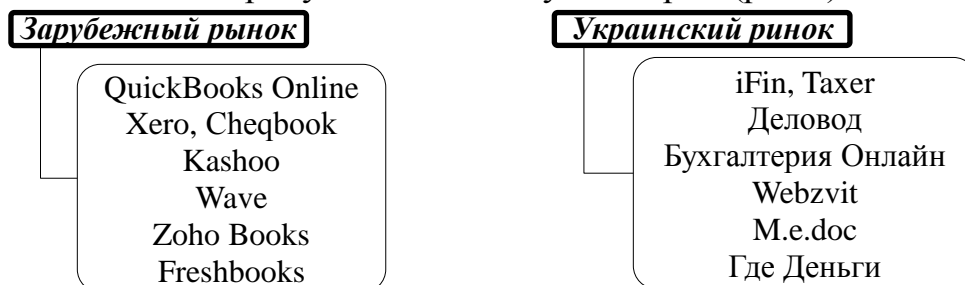 Зарубежный рынок
QuickBooks Online
Xero, Cheqbook
Kashoo
Wave
Zoho Books
Freshbooks
Украинский ринок
iFin, Taxer
Деловод
Бухгалтерия Онлайн
Webzvit
M.e.doc
Где Деньги